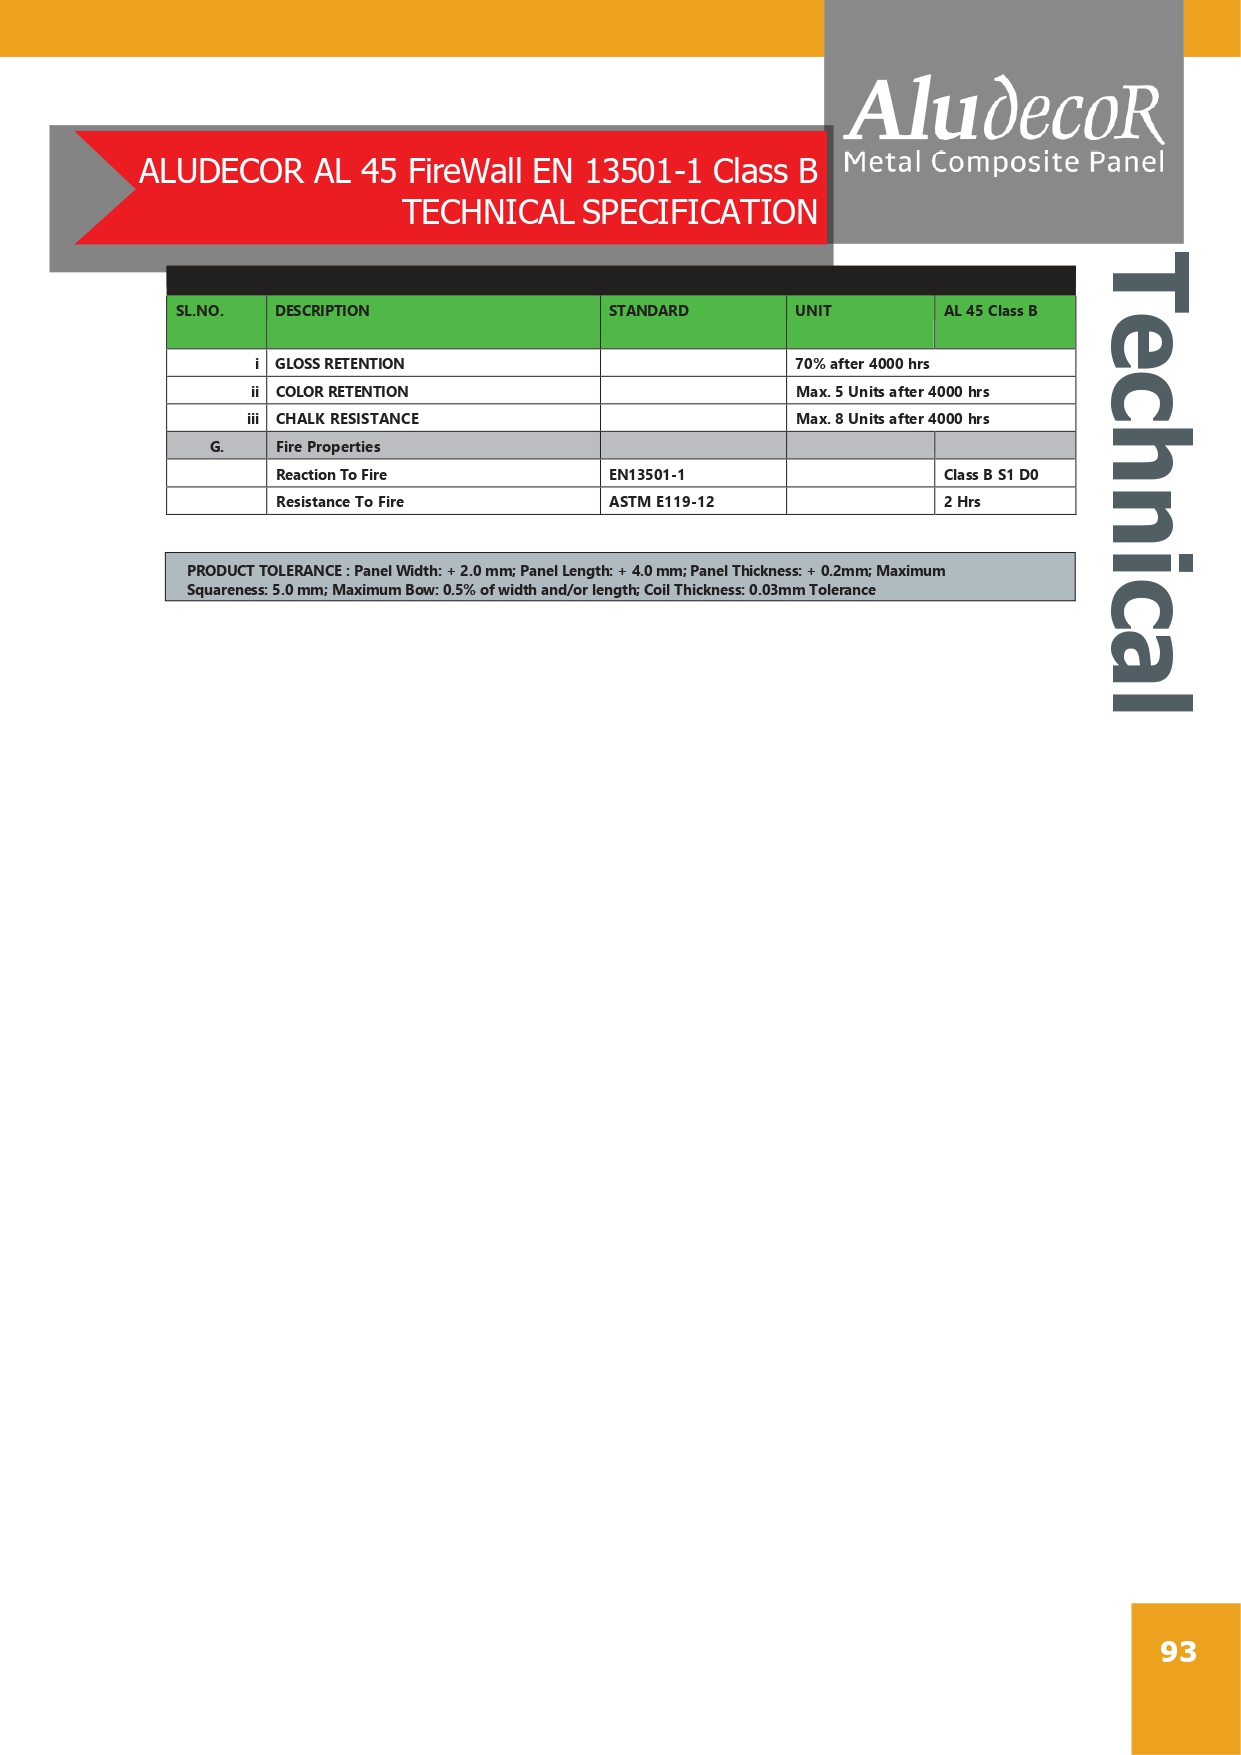 AludecoR
Metal Composite Panel
ALUDECOR AL 45 FireWall EN 13501-1 Class B
TECHNICAL SPECIFICATION
Technical
SL.NO. DESCRIPTION STANDARD UNIT AL 45 Class B
i GLOSS RETENTION 70% after 4000 hrs
ii COLOR RETENTION Max. 5 Units after 4000 hrs
iii CHALK RESISTANCE Max. 8 Units after 4000 hrs
G. Fire Properties
Reaction To Fire EN13501-1 Class B S1 D0
Resistance To Fire ASTM E119-12 2 Hrs
PRODUCT TOLERANCE : Panel Width: + 2.0 mm; Panel Length: + 4.0 mm; Panel Thickness: + 0.2mm; Maximum
Squareness: 5.0 mm; Maximum Bow: 0.5% of width and/or length; Coil Thickness: 0.03mm Tolerance
93